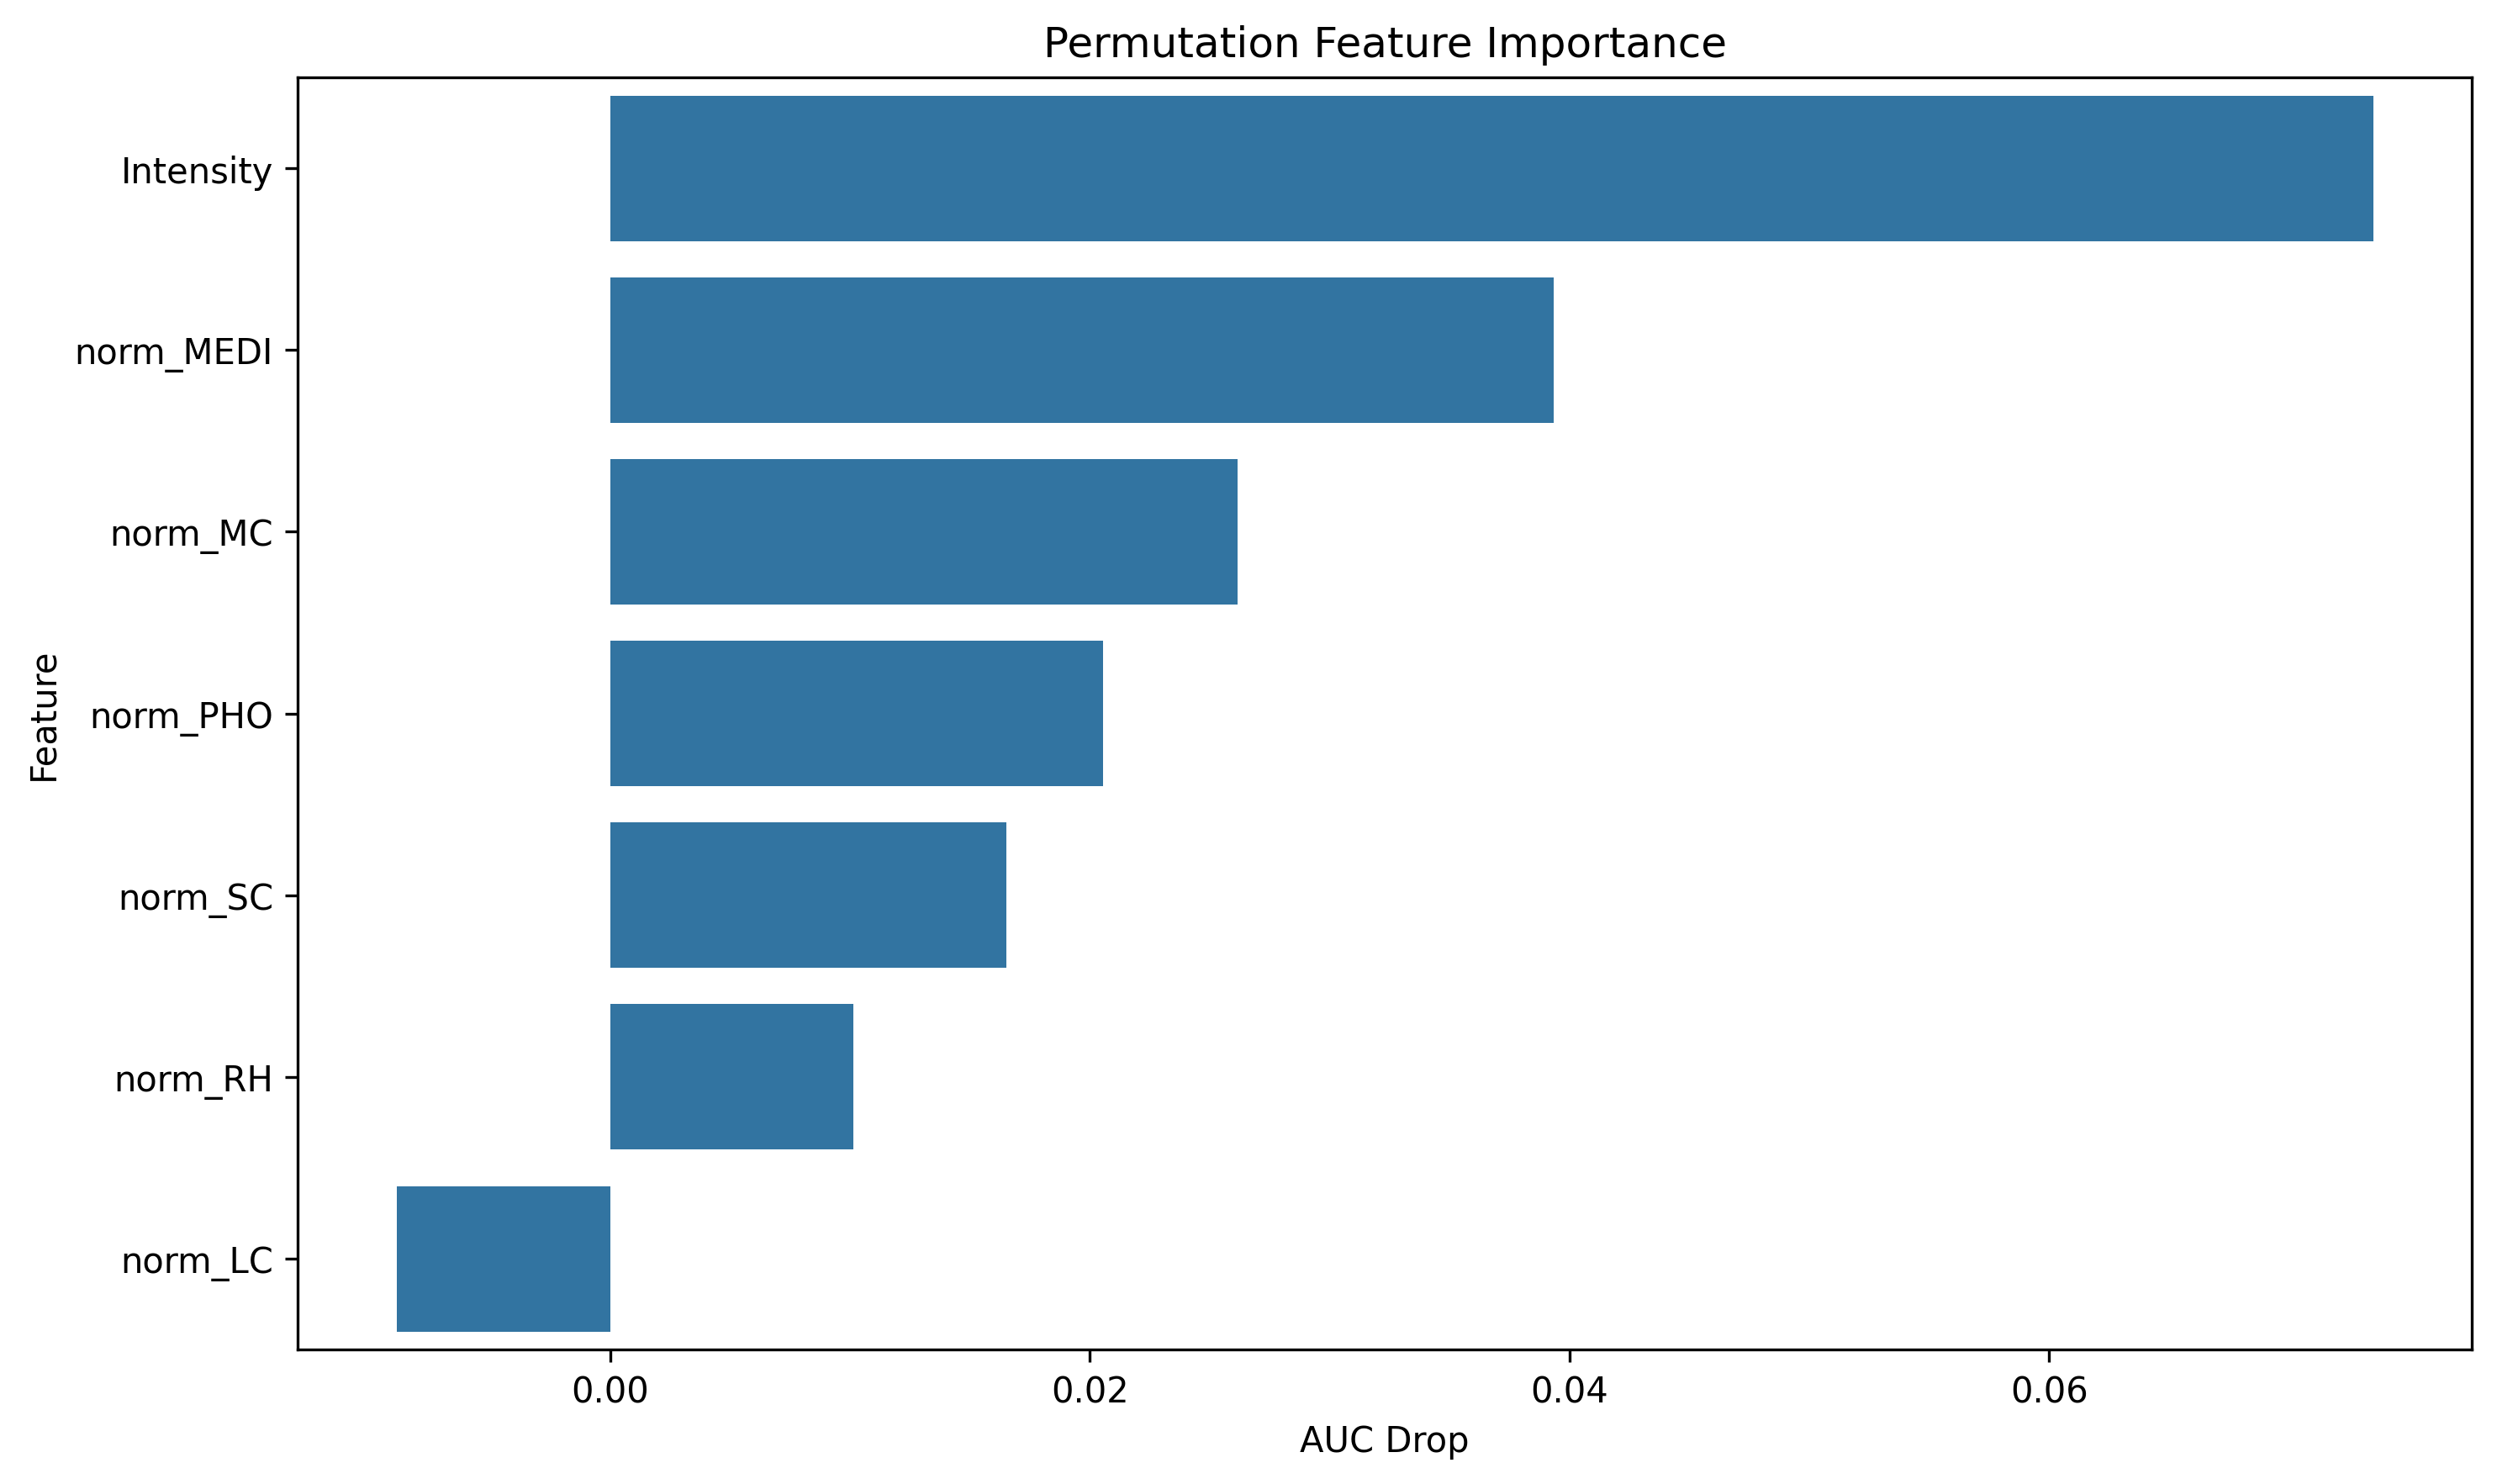 Permutation Feature Importance
Feature
Intensity
norm_MEDI
norm_MC
norm_PHO
norm_SC
norm_RH
norm_LC
0.00 0.02 0.04 0.06
AUC Drop